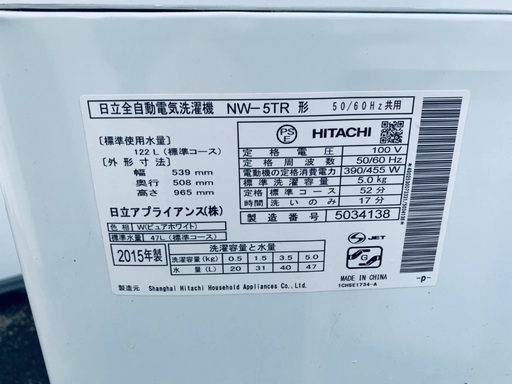 日立全自動電気洗濯機 NW-5TR 形 50/60Hz共用
[標準使用水量]
122L(標準コース)
[外形寸法]
幅 539 mm
奥行 508 mm
高さ 965 mm
日立アプライアンス(株)
色相 W(ピュアホワイト)
標準水量 47L(標準コース)
PS
E
HITACHI
定格電圧 100 V
定格周波数 50/60 Hz
電動機の定格消費電力 390/455 W
標準洗濯容量 5.0kg
定格標準コース 52分
時間洗いのみ 17分
製造番号 5034138
2015年製
洗濯容量と水量
洗濯容量(kg) 0.5 1.5 3.5 5.0
水量(L) 20 31 40 47
S JET
G
MADE IN CHINA
1CHSE1734-A
-p-
製造元 Shanghai Hitachi Household Appliances Co., Ltd.